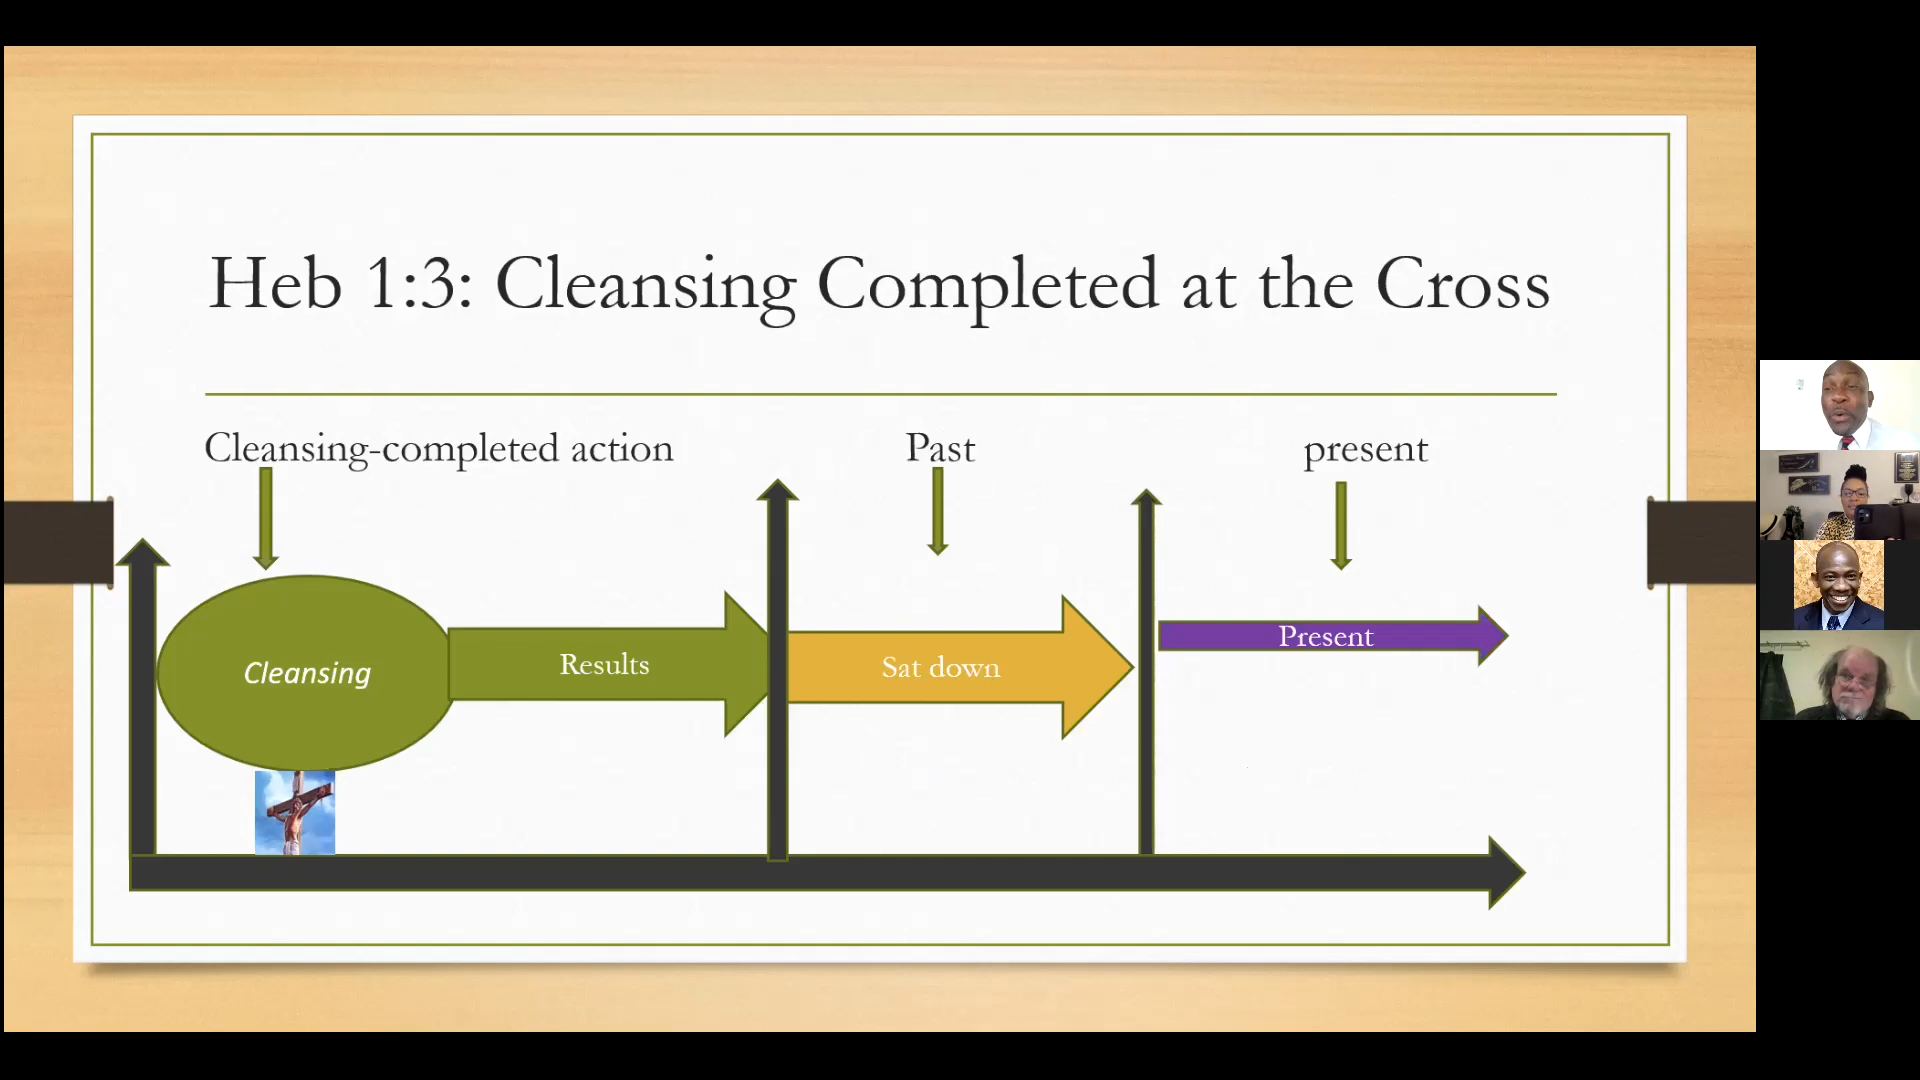 Heb 1:3: Cleansing Completed at the Cross
Cleansing-completed action
Past
present
Cleansing
Results
Sat down
Present